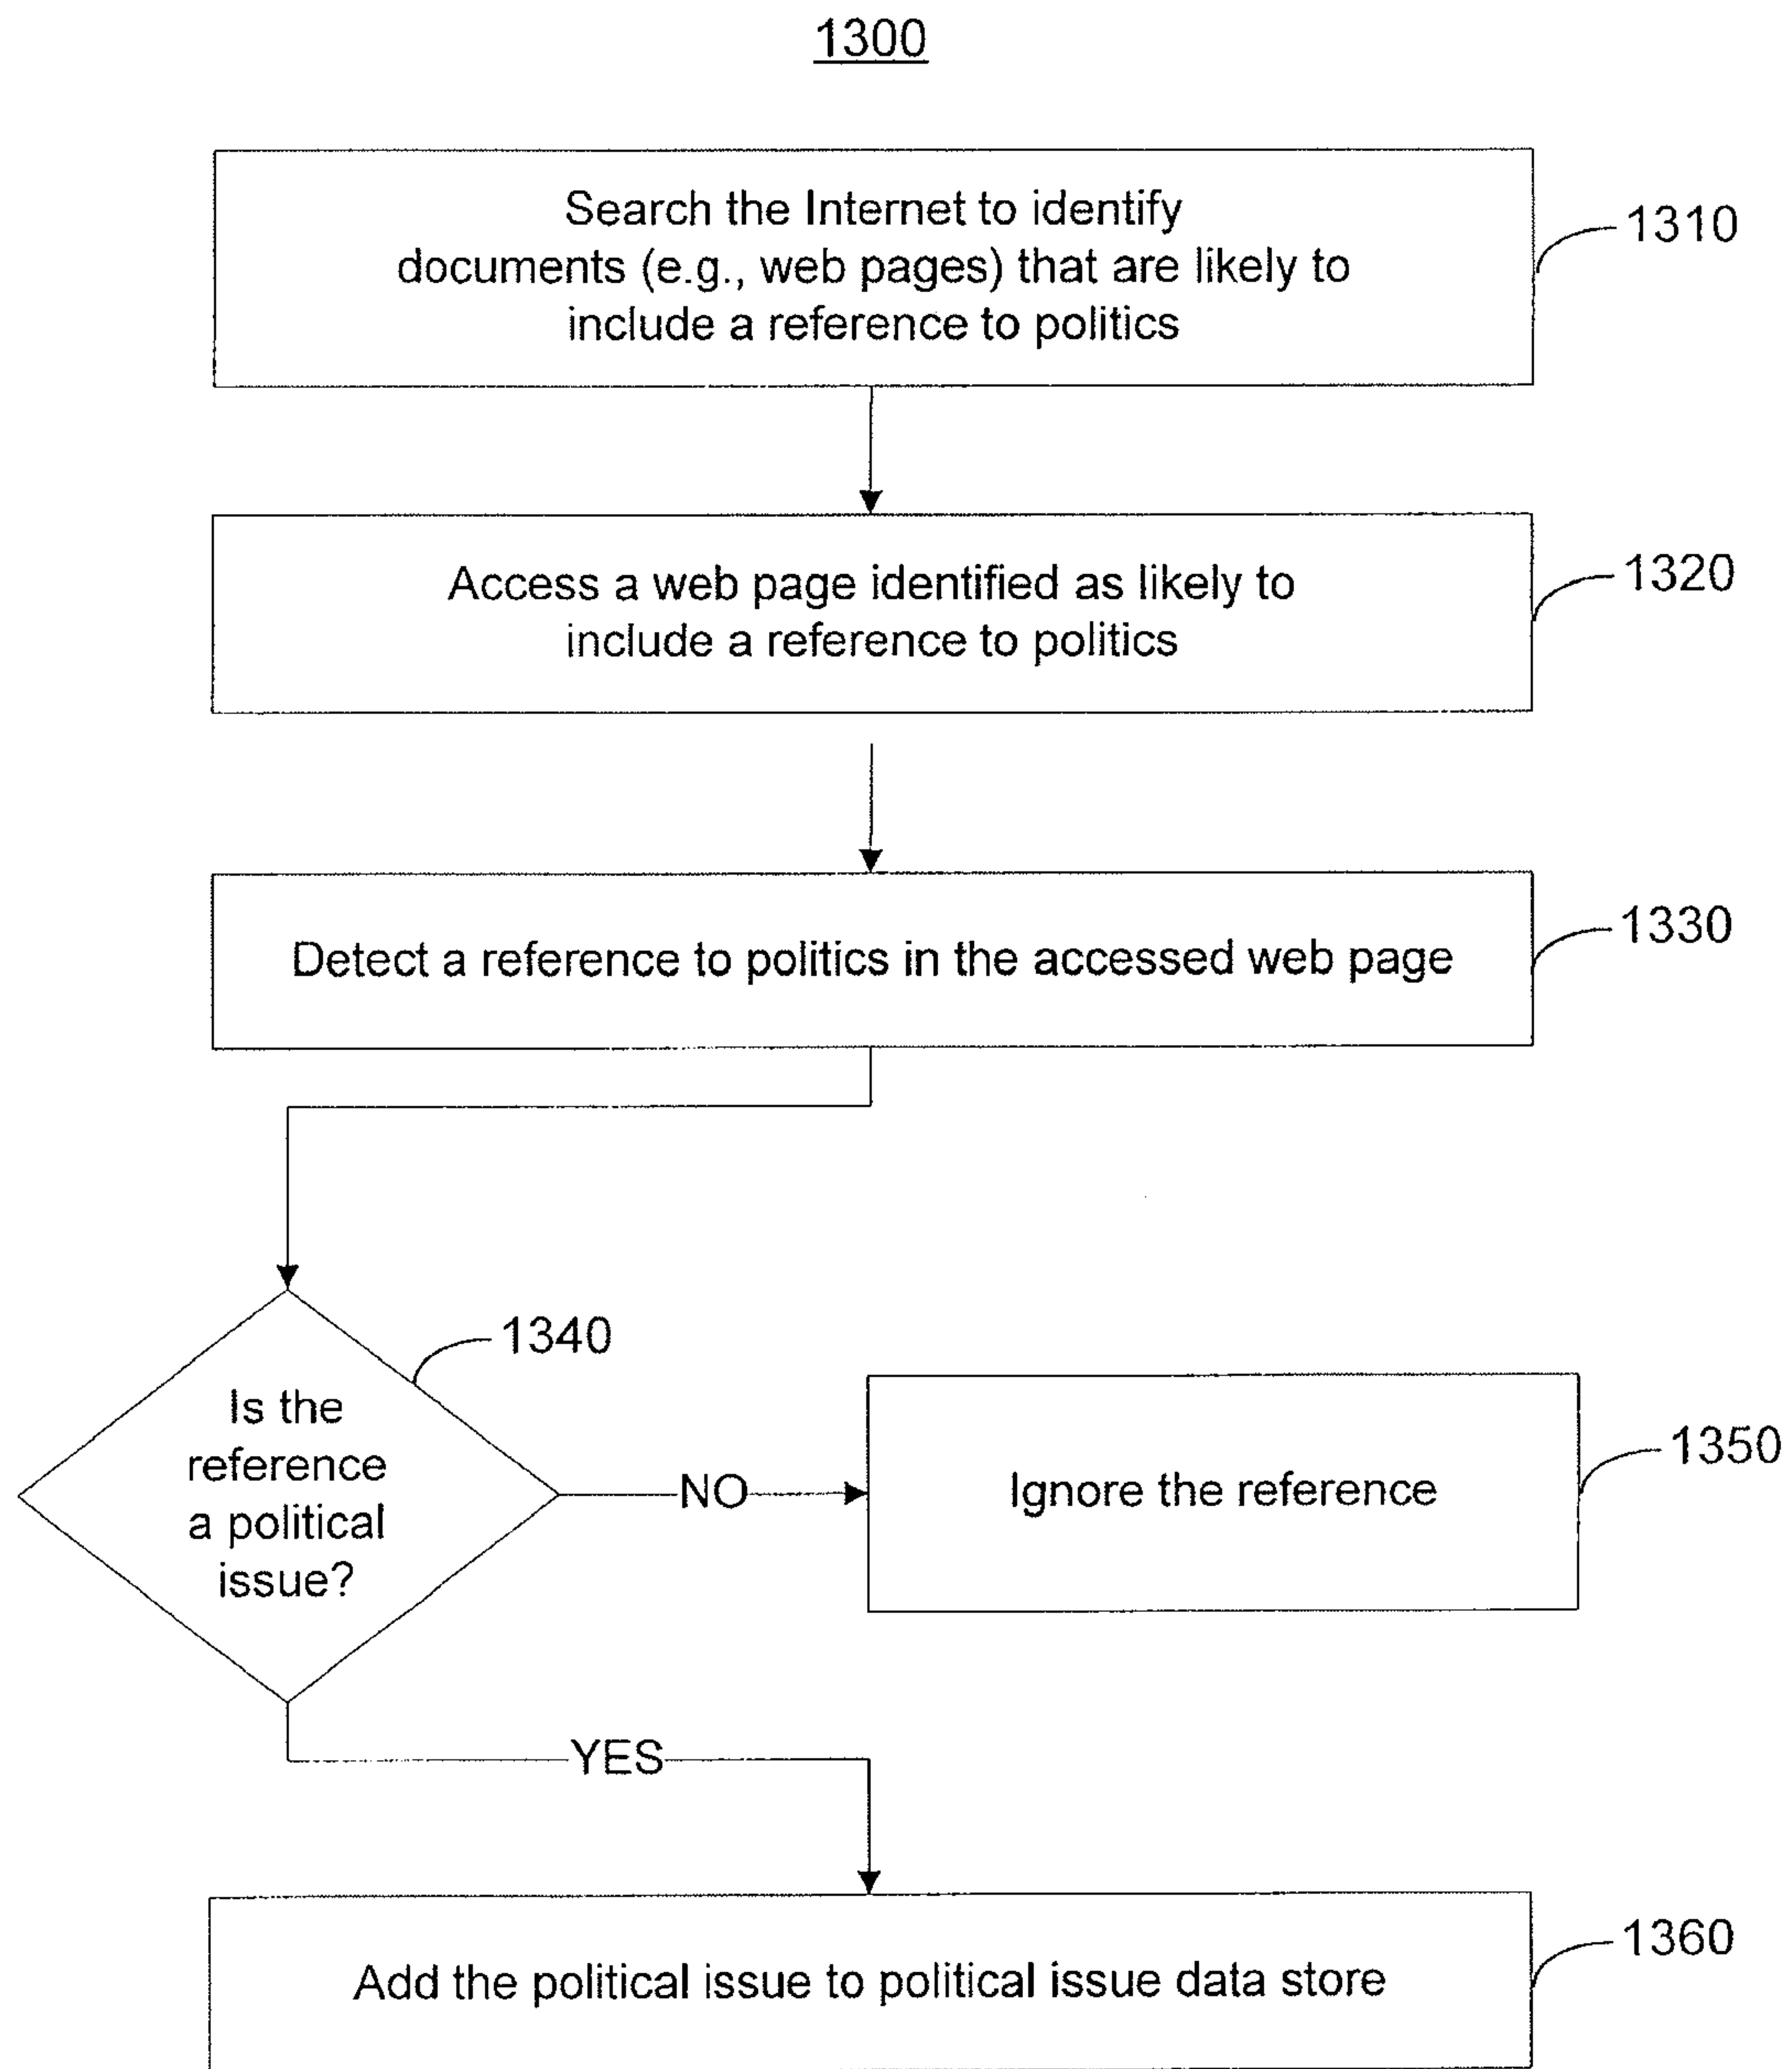 1300
Search the Internet to identify
documents (e.g., web pages) that are likely to
include a reference to politics
1310
Access a web page identified as likely to
include a reference to politics
1320
Detect a reference to politics in the accessed web page
1330
1340
Is the
reference
a political
issue?
NO
Ignore the reference
1350
YES
Add the political issue to political issue data store
1360